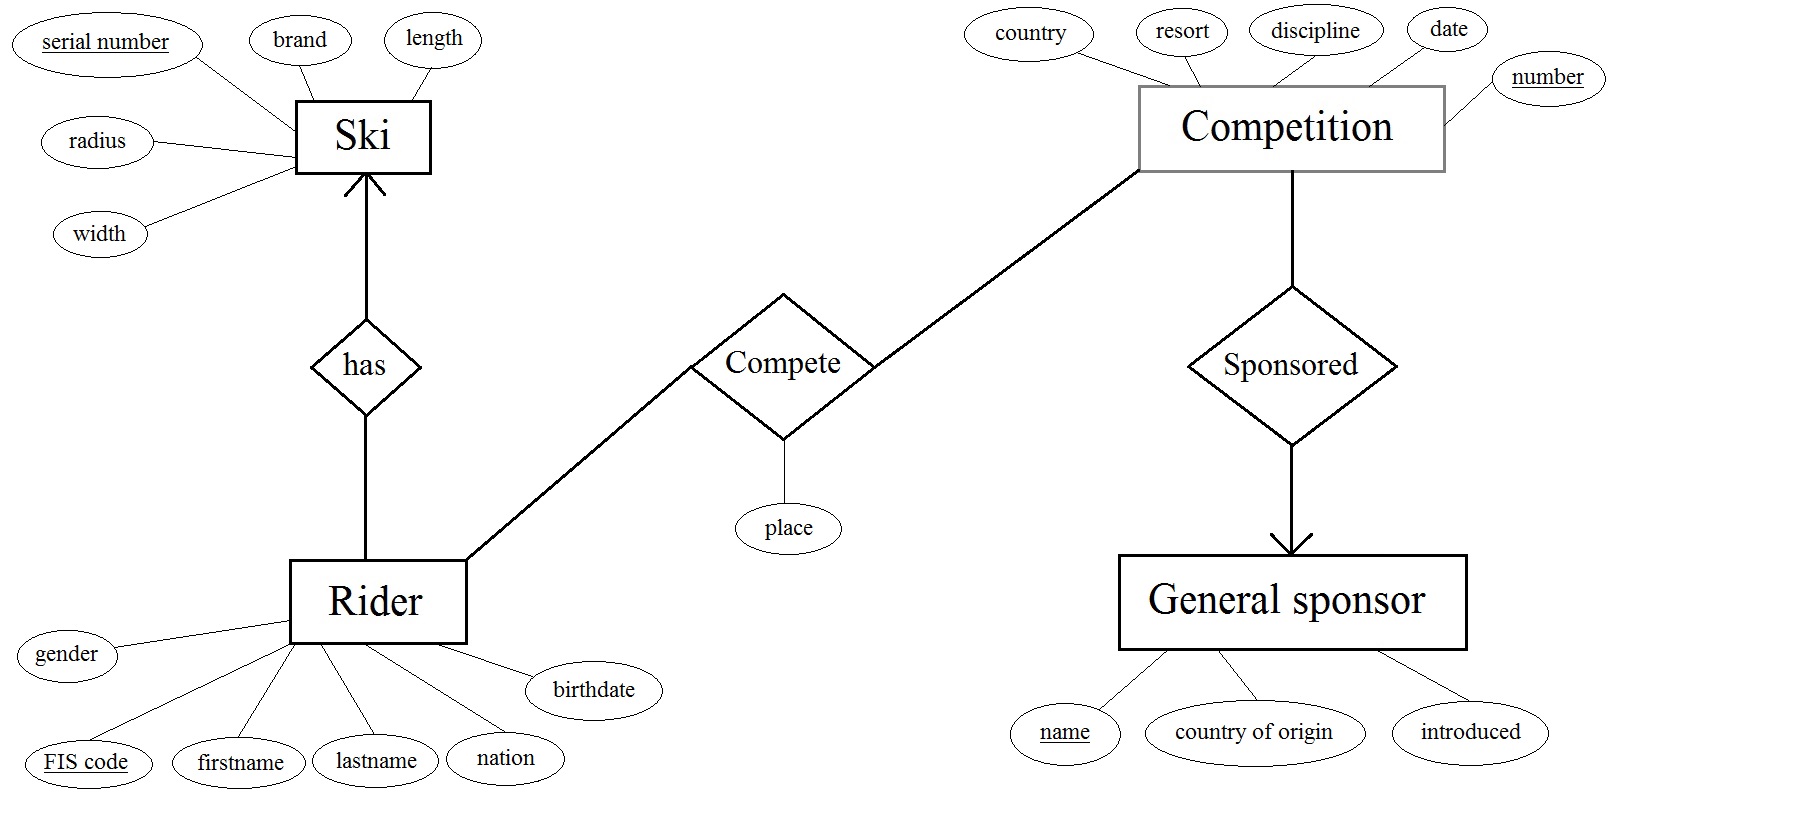 serial number
brand
length
country
resort
discipline
date
number
Ski
Competition
radius
width
has
Compete
Sponsored
place
Rider
General sponsor
gender
birthdate
FIS code
firstname
lastname
nation
name
country of origin
introduced